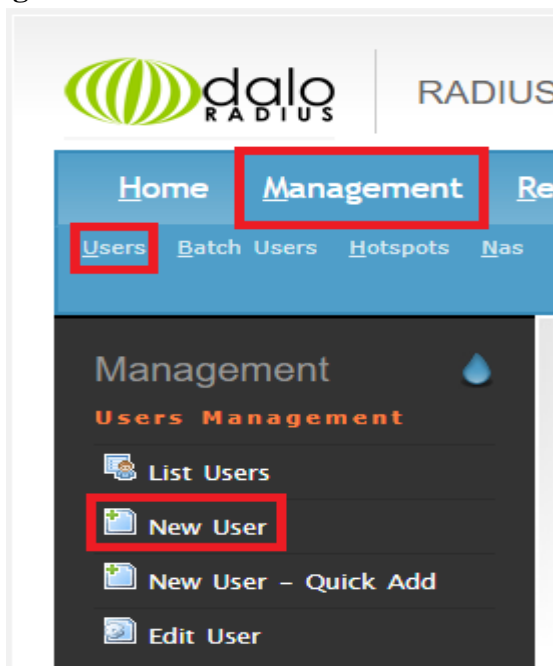 dalo
RADIUS
RADIUS
Home Management Re
Users Batch Users Hotspots Nas
Management
Users Management
List Users
New User
New User – Quick Add
Edit User